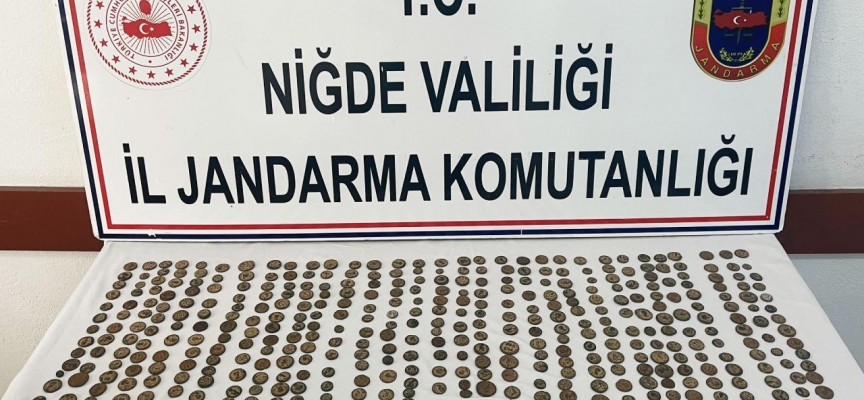 T.C.
NİĞDE VALİLİĞİ
İL JANDARMA KOMUTANLIĞI
JANDARMA